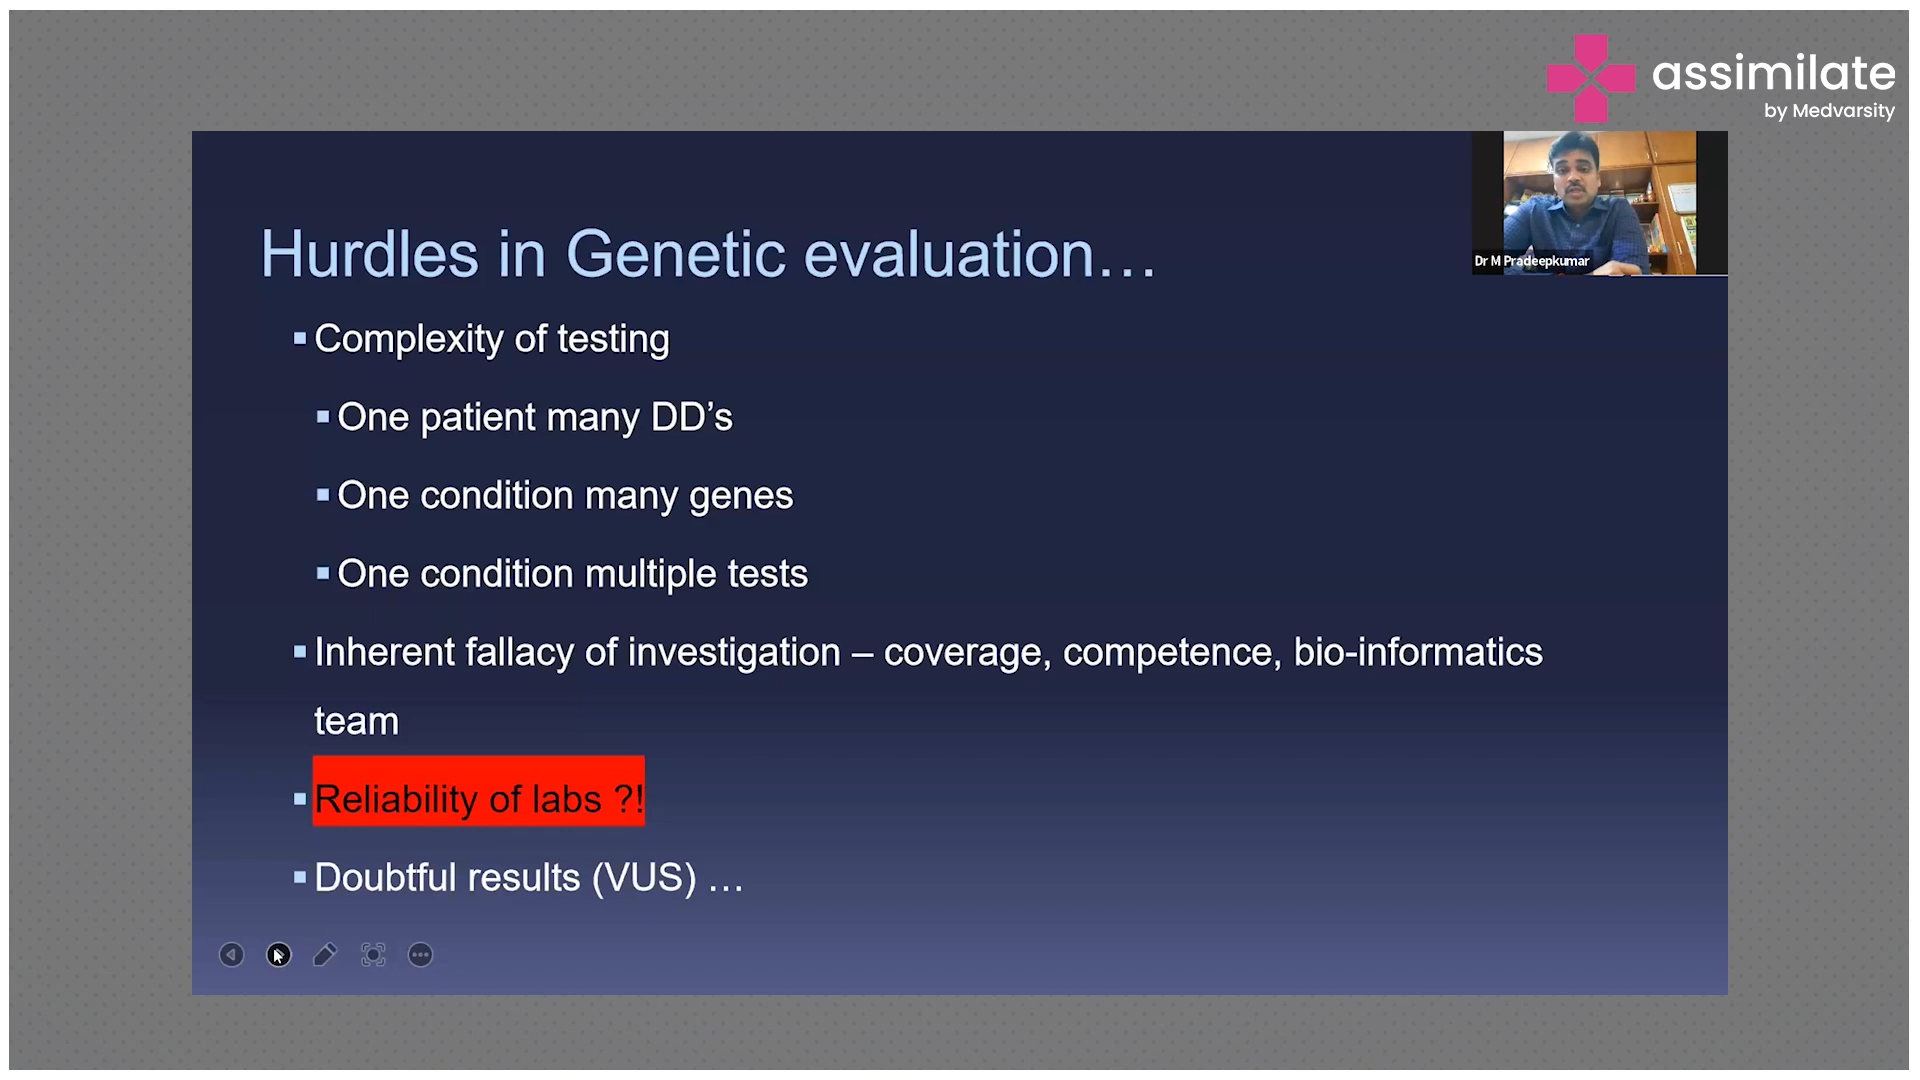 assimilate
by Medvarsity
Dr M Pradeepkumar
Hurdles in Genetic evaluation…
Complexity of testing
One patient many DD’s
One condition many genes
One condition multiple tests
Inherent fallacy of investigation – coverage, competence, bio-informatics
team
Reliability of labs ?!
Doubtful results (VUS) …